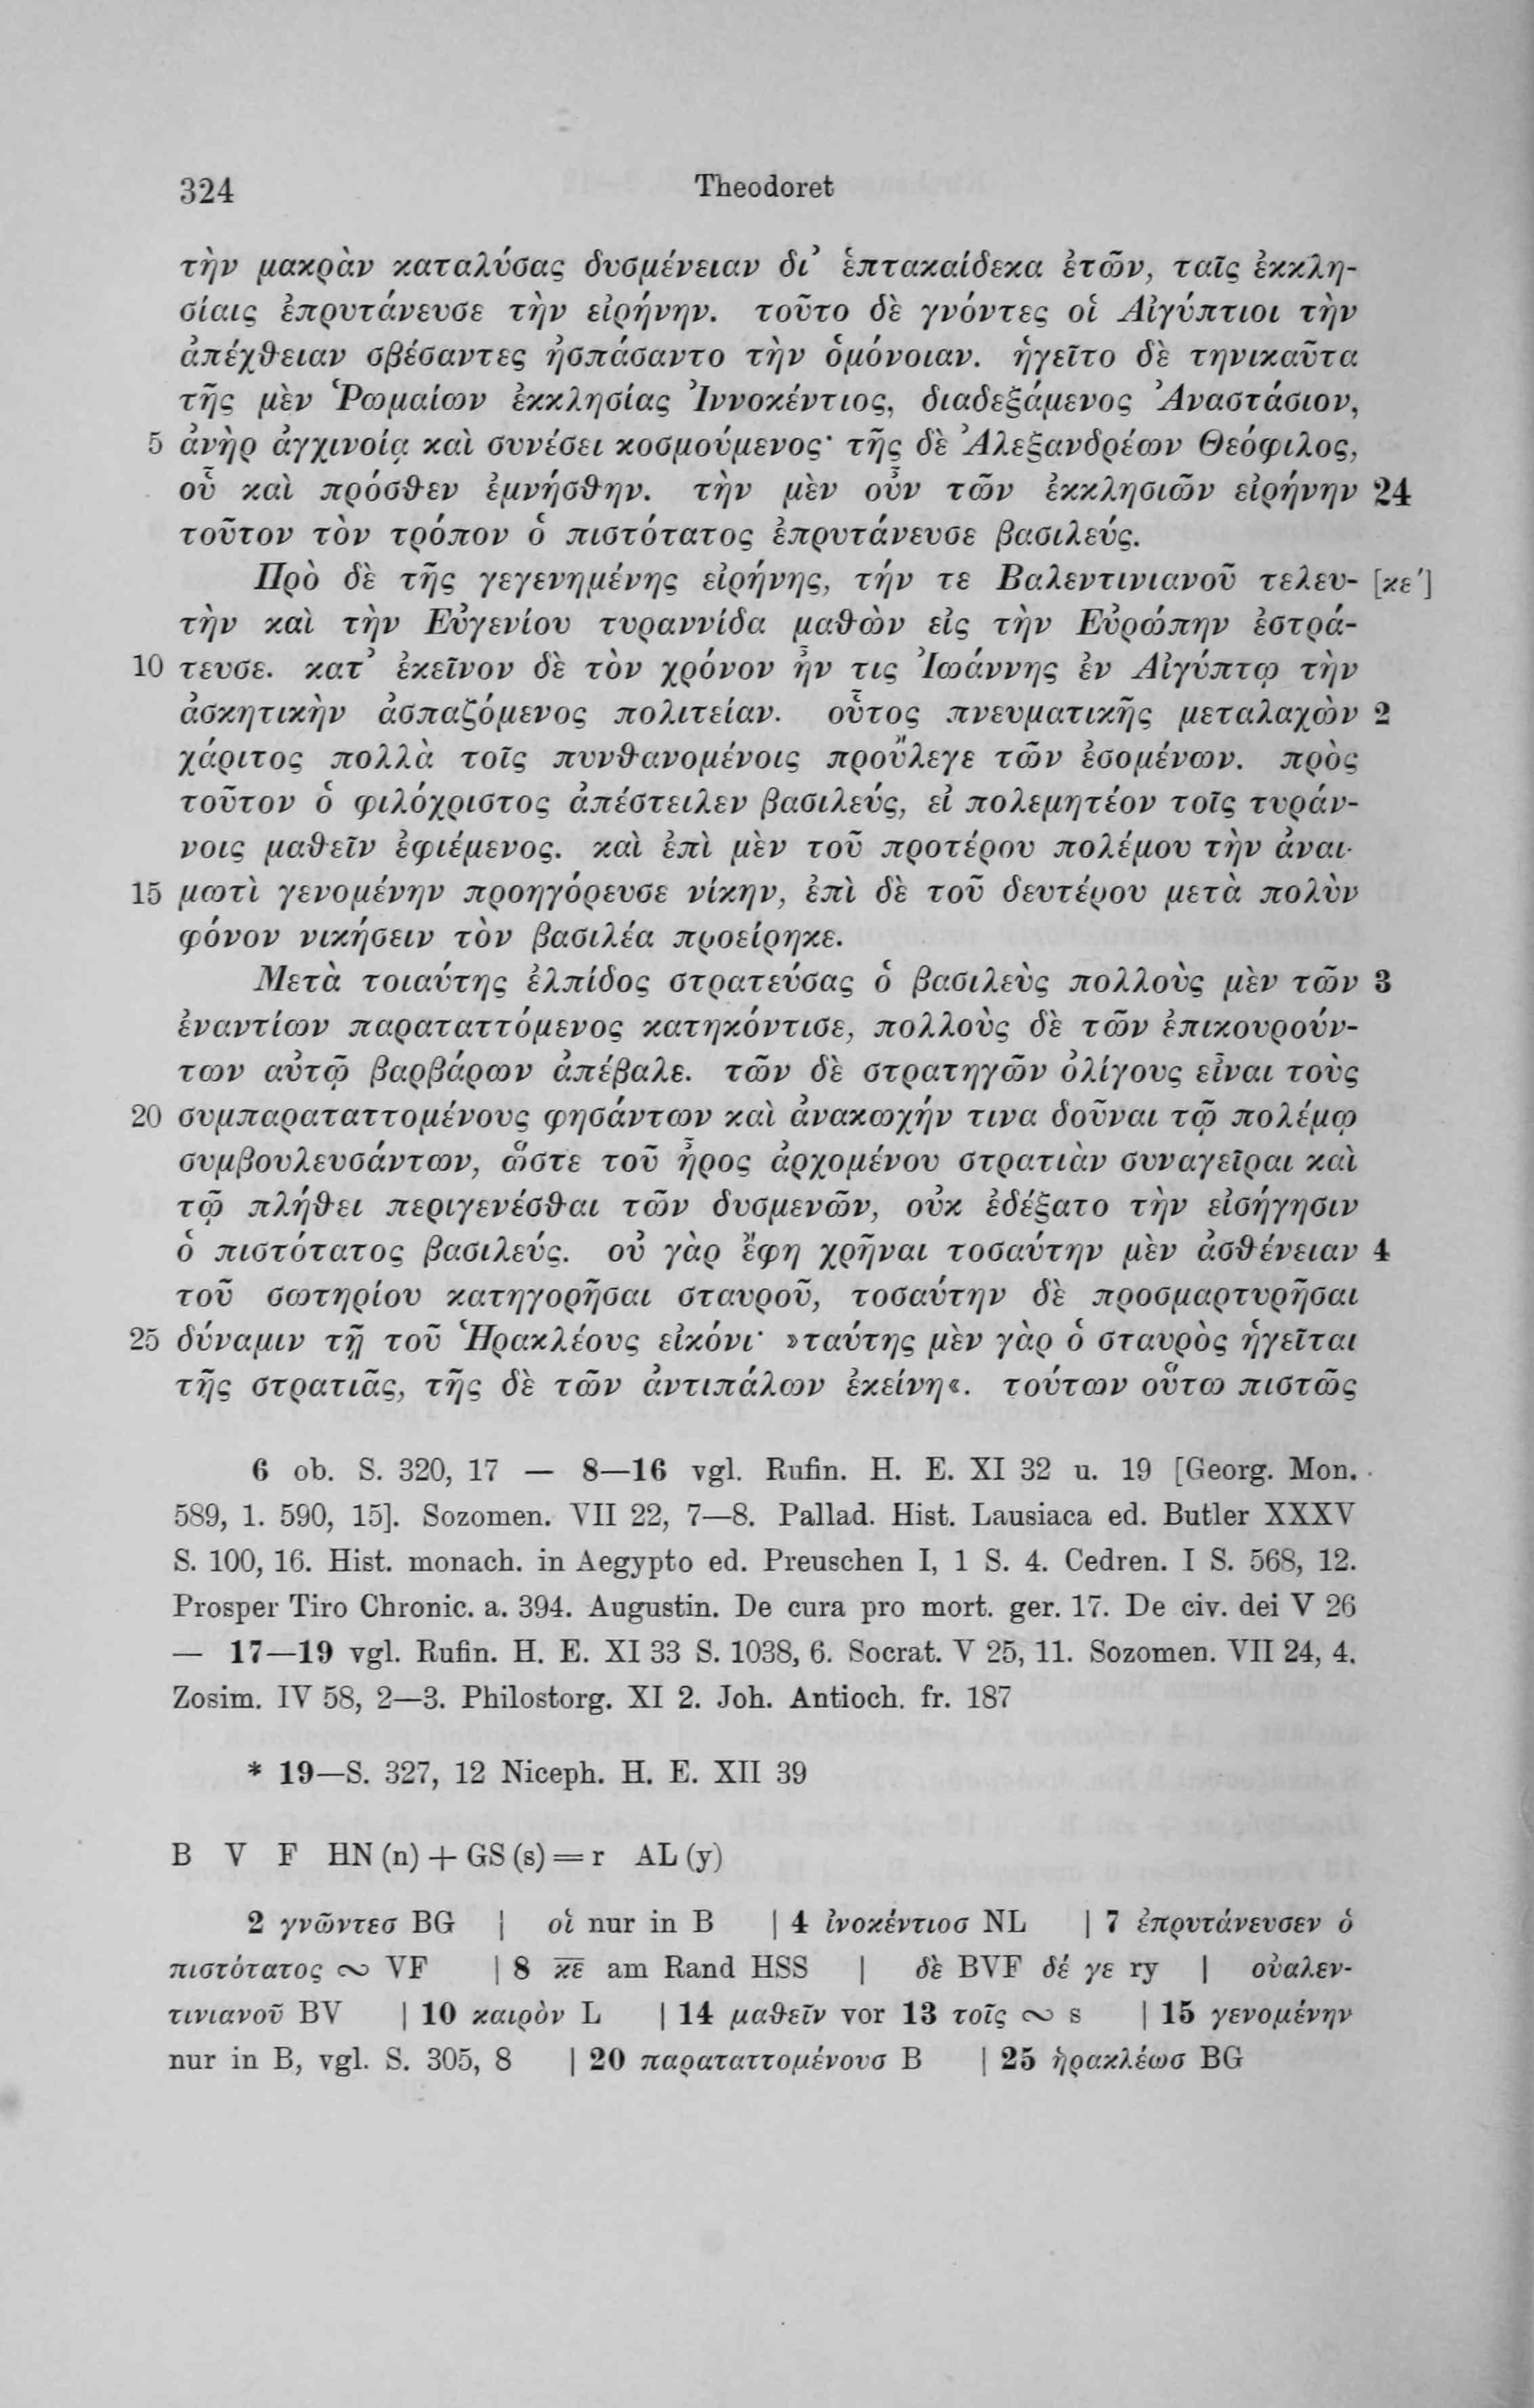 324 Theodoret
τὴν μακρὰν καταλύσας δυσμένειαν δι’ ἑπτακαίδεκα ἐτῶν, ταῖς ἐκκλη-
σίαις ἐπρυτάνευσε τὴν εἰρήνην. τοῦτο δὲ γνόντες οἱ Αἰγύπτιοι τὴν
ἀπέχθειαν σβέσαντες ἠσπάσαντο τὴν ὁμόνοιαν. ἡγεῖτο δὲ τηνικαῦτα
τῆς μὲν Ῥωμαίων ἐκκλησίας Ἰννοκέντιος, διαδεξάμενος Ἀναστάσιον,
5 ἀνὴρ ἀγχινοίᾳ καὶ συνέσει κοσμούμενος· τῆς δὲ Ἀλεξανδρέων Θεόφιλος,
οὗ καὶ πρόσθεν ἐμνήσθην. τὴν μὲν οὖν τῶν ἐκκλησιῶν εἰρήνην 24
τοῦτον τὸν τρόπον ὁ πιστότατος ἐπρυτάνευσε βασιλεύς.
Πρὸ δὲ τῆς γεγενημένης εἰρήνης, τήν τε Βαλεντινιανοῦ τελευ- [κε′]
τὴν καὶ τὴν Εὐγενίου τυραννίδα μαθὼν εἰς τὴν Εὐρώπην ἐστρά-
10 τευσε. κατ’ ἐκεῖνον δὲ τὸν χρόνον ἦν τις Ἰωάννης ἐν Αἰγύπτῳ τὴν
ἀσκητικὴν ἀσπαζόμενος πολιτείαν. οὗτος πνευματικῆς μεταλαχὼν 2
χάριτος πολλὰ τοῖς πυνθανομένοις προὔλεγε τῶν ἐσομένων. πρὸς
τοῦτον ὁ φιλόχριστος ἀπέστειλεν βασιλεύς, εἰ πολεμητέον τοῖς τυράν-
νοις μαθεῖν ἐφιέμενος. καὶ ἐπὶ μὲν τοῦ προτέρου πολέμου τὴν ἀναι-
15 μωτὶ γενομένην προηγόρευσε νίκην, ἐπὶ δὲ τοῦ δευτέρου μετὰ πολὺν
φόνον νικήσειν τὸν βασιλέα προείρηκε.
Μετὰ τοιαύτης ἐλπίδος στρατεύσας ὁ βασιλεὺς πολλοὺς μὲν τῶν 3
ἐναντίων παραταττόμενος κατηκόντισε, πολλοὺς δὲ τῶν ἐπικουρούν-
των αὐτῷ βαρβάρων ἀπέβαλε. τῶν δὲ στρατηγῶν ὀλίγους εἶναι τοὺς
20 συμπαραταττομένους φησάντων καὶ ἀνακωχήν τινα δοῦναι τῷ πολέμῳ
συμβουλευσάντων, ὥστε τοῦ ἦρος ἀρχομένου στρατιὰν συναγεῖραι καὶ
τῷ πλήθει περιγενέσθαι τῶν δυσμενῶν, οὐκ ἐδέξατο τὴν εἰσήγησιν
ὁ πιστότατος βασιλεύς. οὐ γὰρ ἔφη χρῆναι τοσαύτην μὲν ἀσθένειαν 4
τοῦ σωτηρίου κατηγορῆσαι σταυροῦ, τοσαύτην δὲ προσμαρτυρῆσαι
25 δύναμιν τῇ τοῦ Ἡρακλέους εἰκόνι· »ταύτης μὲν γὰρ ὁ σταυρὸς ἡγεῖται
τῆς στρατιᾶς, τῆς δὲ τῶν ἀντιπάλων ἐκείνη«. τούτων οὕτω πιστῶς
6 ob. S. 320, 17 — 8—16 vgl. Rufin. H. E. XI 32 u. 19 [Georg. Mon.
589, 1. 590, 15]. Sozomen. VII 22, 7—8. Pallad. Hist. Lausiaca ed. Butler XXXV
S. 100, 16. Hist. monach. in Aegypto ed. Preuschen I, 1 S. 4. Cedren. I S. 568, 12.
Prosper Tiro Chronic. a. 394. Augustin. De cura pro mort. ger. 17. De civ. dei V 26
— 17—19 vgl. Rufin. H. E. XI 33 S. 1038, 6. Socrat. V 25, 11. Sozomen. VII 24, 4.
Zosim. IV 58, 2—3. Philostorg. XI 2. Joh. Antioch. fr. 187
* 19—S. 327, 12 Niceph. H. E. XII 39
B V F HN (n) + GS (s) = r AL (y)
2 γνῶντεσ BG | οἱ nur in B | 4 ἰνοκέντιοσ NL | 7 ἐπρυτάνευσεν ὁ
πιστότατος ∾ VF | 8 κε̅ am Rand HSS | δὲ BVF δέ γε ry | οὐαλεν-
τινιανοῦ BV | 10 καιρὸν L | 14 μαθεῖν vor 13 τοῖς ∾ s | 15 γενομένην
nur in B, vgl. S. 305, 8 | 20 παραταττομένουσ B | 25 ἡρακλέωσ BG